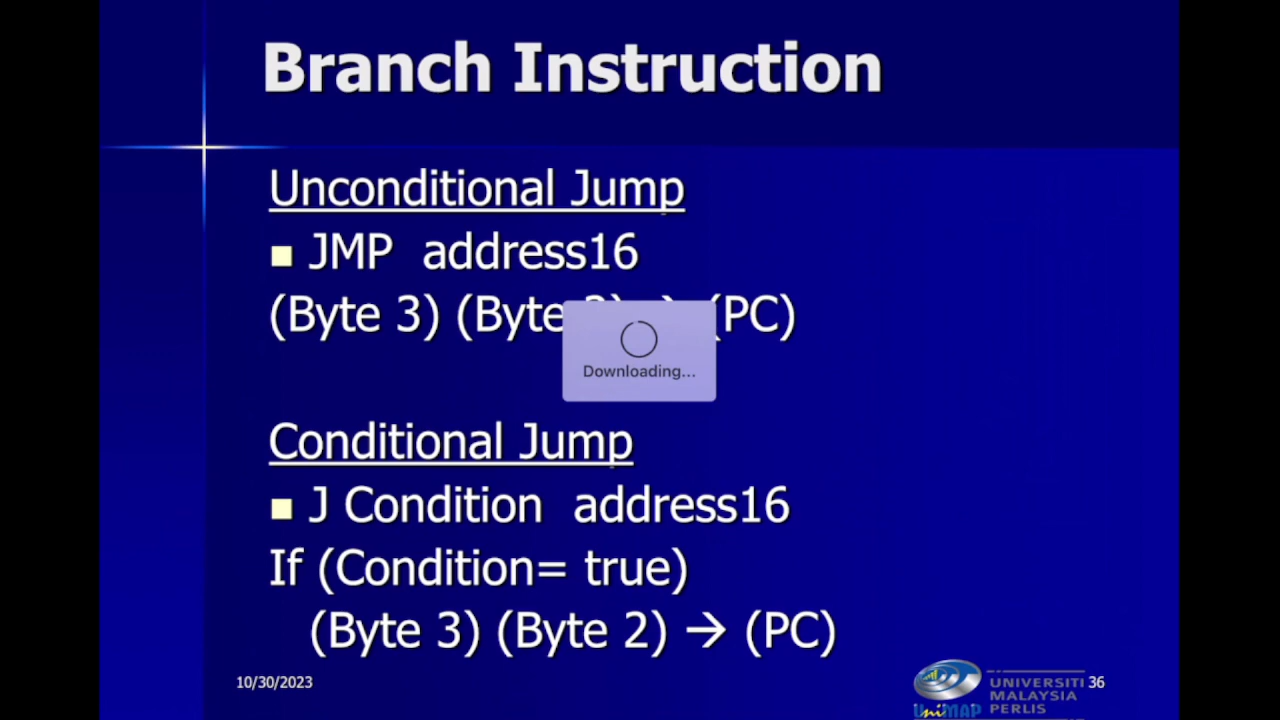 Branch Instruction
Unconditional Jump
JMP address16
(Byte 3) (Byte (PC)
Downloading...
Conditional Jump
J Condition address16
If (Condition= true)
(Byte 3) (Byte 2) → (PC)
10/30/2023
UNIVERSITI
MALAYSIA
PERLIS
UniMAP
36